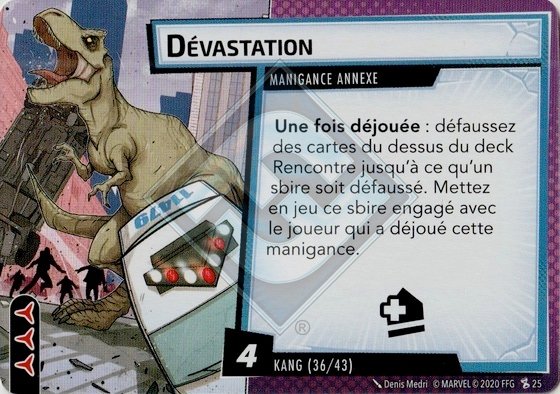 DÉVASTATION
MANIGANCE ANNEXE
Une fois déjouée : défaussez
des cartes du dessus du deck
Rencontre jusqu'à ce qu'un
sbire soit défaussé. Mettez
en jeu ce sbire engagé avec
le joueur qui a déjoué cette
manigance.
11479
®
4
KANG (36/43)
Denis Medri © MARVEL © 2020 FFG 25